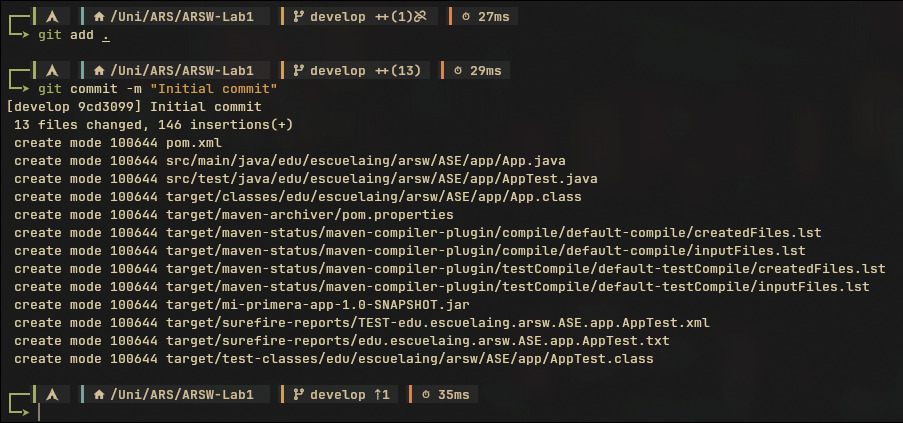 /Uni/ARS/ARSW-Lab1 develop ++(1) 27ms
git add .
/Uni/ARS/ARSW-Lab1 develop ++(13) 29ms
git commit -m "Initial commit"
[develop 9cd3099] Initial commit
13 files changed, 146 insertions(+)
create mode 100644 pom.xml
create mode 100644 src/main/java/edu/escuelaing/arsw/ASE/app/App.java
create mode 100644 src/test/java/edu/escuelaing/arsw/ASE/app/AppTest.java
create mode 100644 target/classes/edu/escuelaing/arsw/ASE/app/App.class
create mode 100644 target/maven-archiver/pom.properties
create mode 100644 target/maven-status/maven-compiler-plugin/compile/default-compile/createdFiles.lst
create mode 100644 target/maven-status/maven-compiler-plugin/compile/default-compile/inputFiles.lst
create mode 100644 target/maven-status/maven-compiler-plugin/testCompile/default-testCompile/createdFiles.lst
create mode 100644 target/maven-status/maven-compiler-plugin/testCompile/default-testCompile/inputFiles.lst
create mode 100644 target/mi-primera-app-1.0-SNAPSHOT.jar
create mode 100644 target/surefire-reports/TEST-edu.escuelaing.arsw.ASE.app.AppTest.xml
create mode 100644 target/surefire-reports/edu.escuelaing.arsw.ASE.app.AppTest.txt
create mode 100644 target/test-classes/edu/escuelaing/arsw/ASE/app/AppTest.class
/Uni/ARS/ARSW-Lab1 develop ↑1 35ms